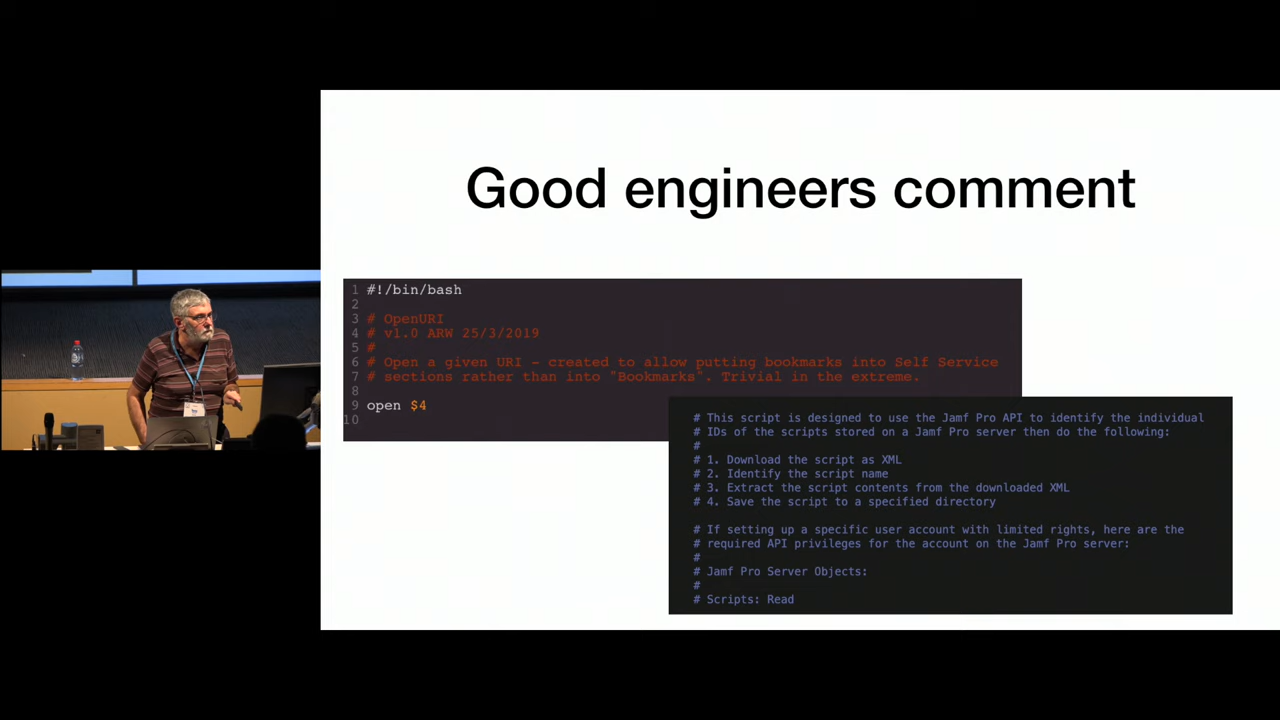 Good engineers comment
1 #!/bin/bash
2
3 # OpenURI
4 # v1.0 ARW 25/3/2019
5 #
6 # Open a given URI - created to allow putting bookmarks into Self Service
7 # sections rather than into "Bookmarks". Trivial in the extreme.
8
9 open $4
10
# This script is designed to use the Jamf Pro API to identify the individual
# IDs of the scripts stored on a Jamf Pro server then do the following:
#
# 1. Download the script as XML
# 2. Identify the script name
# 3. Extract the script contents from the downloaded XML
# 4. Save the script to a specified directory
# If setting up a specific user account with limited rights, here are the
# required API privileges for the account on the Jamf Pro server:
#
# Jamf Pro Server Objects:
#
# Scripts: Read